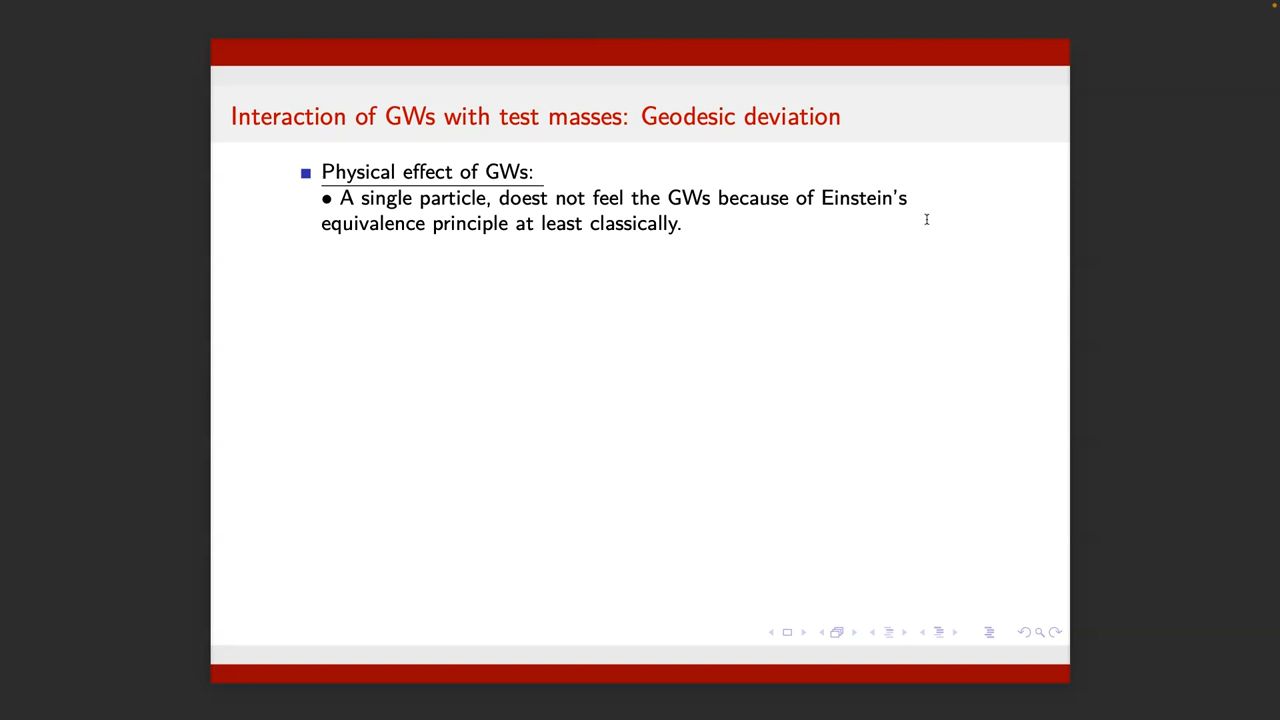 Interaction of GWs with test masses: Geodesic deviation
Physical effect of GWs:
• A single particle, doest not feel the GWs because of Einstein's
equivalence principle at least classically.